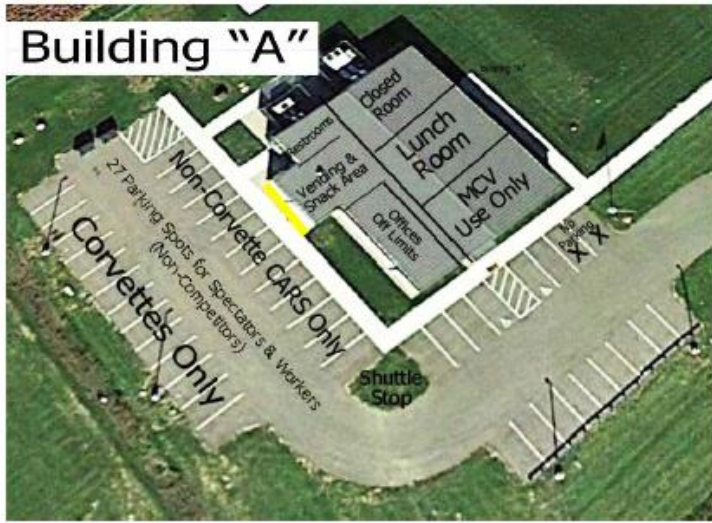 Building “A”
Closed
Room
Restrooms
Lunch
Room
Vending &
Snack Area
MCV
Use Only
Offices
Off Limits
No
Parking
X X
Non-Corvette CARS Only
27 Parking Spots for Spectators & Workers
(Non-Competitors)
Corvettes Only
Shuttle
Stop